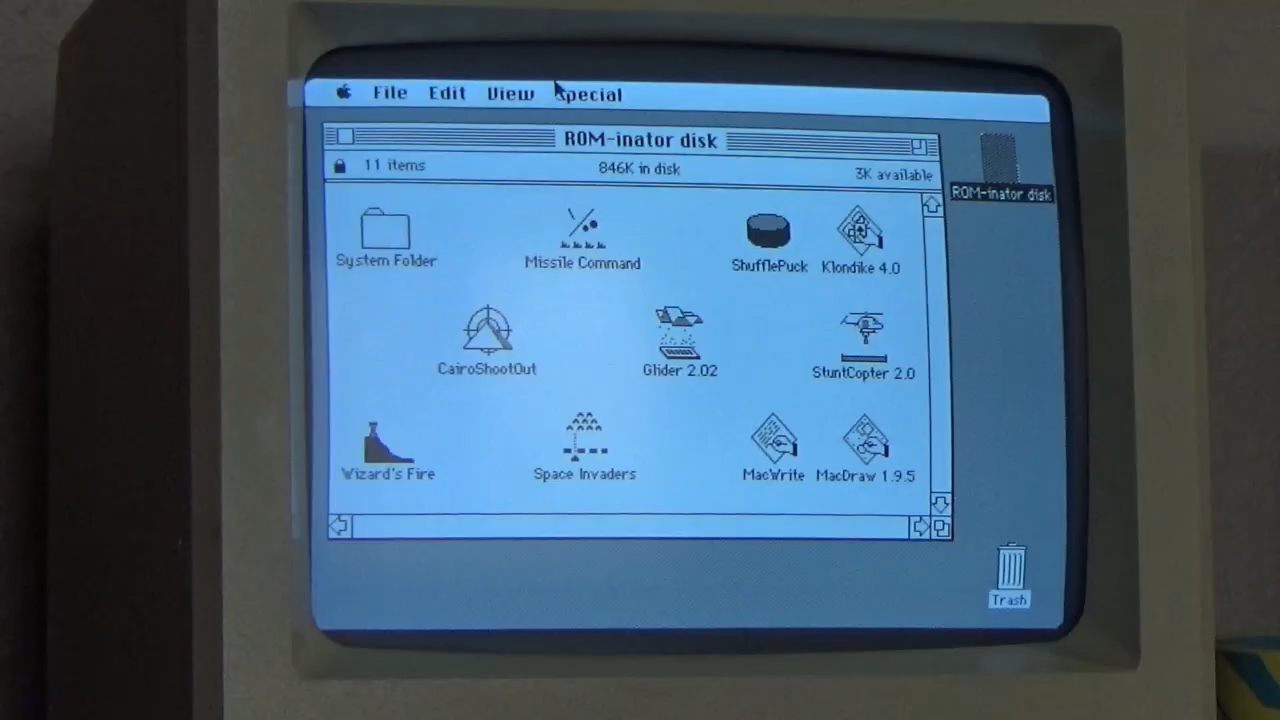 File Edit View Special
ROM-inator disk
11 items 846K in disk 3K available
ROM-inator disk
System Folder Missile Command ShufflePuck Klondike 4.0
CairoShootOut Glider 2.02 StuntCopter 2.0
Wizard's Fire Space Invaders MacWrite MacDraw 1.9.5
Trash